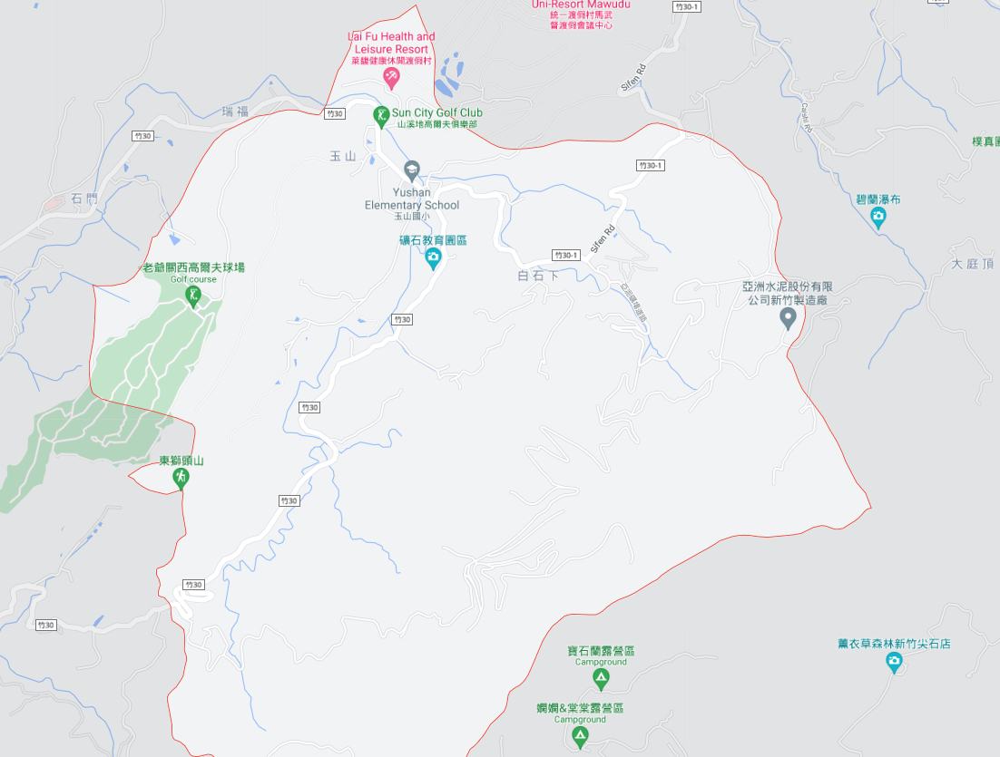 Uni-Resort Mawudu
統一渡假村馬武
督渡假會議中心
竹30-1
Lai Fu Health and
Leisure Resort
萊馥健康休閒渡假村
Sifen Rd
瑞福
竹30
Sun City Golf Club
山溪地高爾夫俱樂部
Caishi Rd
竹30
樸真園
玉山
竹30-1
Yushan
Elementary School
玉山國小
石門
碧蘭瀑布
礦石教育園區
Sifen Rd
竹30-1
大庭頂
老爺關西高爾夫球場
Golf course
白石下
亞泥礦場道路
亞洲水泥股份有限
公司新竹製造廠
竹30
竹30
東獅頭山
竹30
竹30
竹30
寶石蘭露營區
Campground
薰衣草森林新竹尖石店
嫻嫻&棠棠露營區
Campground